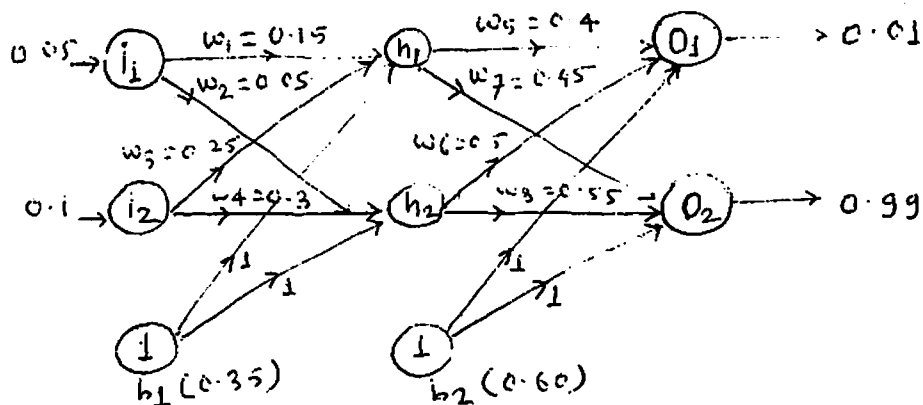 0.05 → i1 w1 = 0.15 h1 w5 = 0.4 O1 → 0.01
w2 = 0.05 w7 = 0.45
w3 = 0.25 w6 = 0.5
0.1 → i2 w4 = 0.3 h2 w8 = 0.55 O2 → 0.99
1 1
1 1
1 1
b1 (0.35) b2 (0.60)